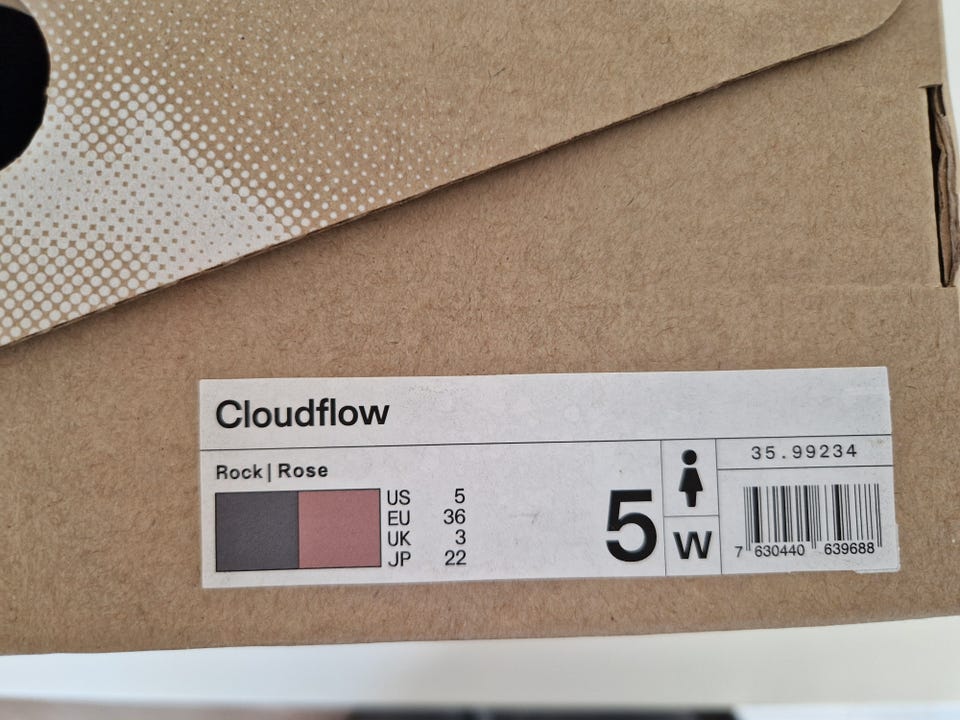 Cloudflow
Rock | Rose
US 5
EU 36
UK 3
JP 22
5
W
35.99234
7 630440 639688